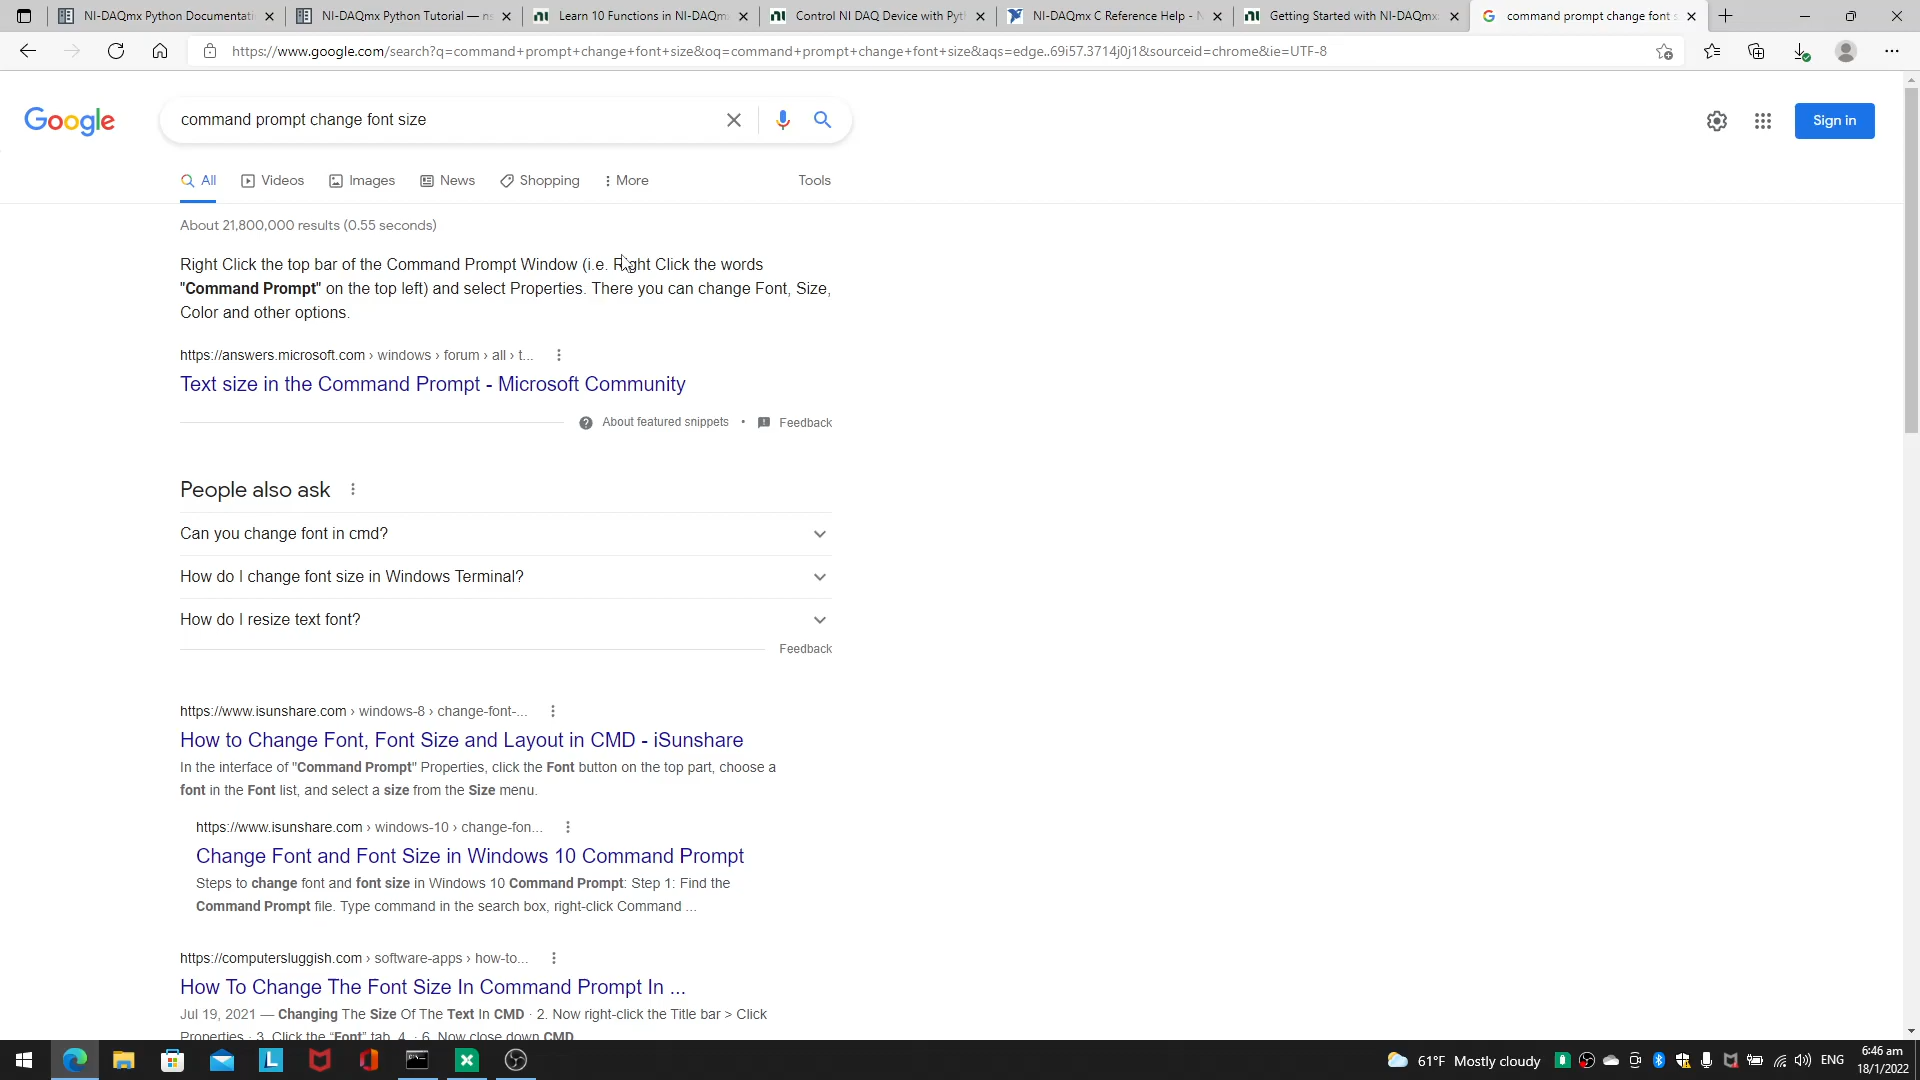 NI-DAQmx Python Documentati
NI-DAQmx Python Tutorial — n
Learn 10 Functions in NI-DAQm
Control NI DAQ Device with Pyt
NI-DAQmx C Reference Help - N
Getting Started with NI-DAQmx
command prompt change font s
https://www.google.com/search?q=command+prompt+change+font+size&oq=command+prompt+change+font+size&aqs=edge..69i57.3714j0j1&sourceid=chrome&ie=UTF-8
Google
command prompt change font size
Sign in
All
Videos
Images
News
Shopping
More
Tools
About 21,800,000 results (0.55 seconds)
Right Click the top bar of the Command Prompt Window (i.e. Right Click the words
"Command Prompt" on the top left) and select Properties. There you can change Font, Size,
Color and other options.
https://answers.microsoft.com › windows › forum › all › t...
Text size in the Command Prompt - Microsoft Community
About featured snippets • Feedback
People also ask
Can you change font in cmd?
How do I change font size in Windows Terminal?
How do I resize text font?
Feedback
https://www.isunshare.com › windows-8 › change-font-...
How to Change Font, Font Size and Layout in CMD - iSunshare
In the interface of "Command Prompt" Properties, click the Font button on the top part, choose a
font in the Font list, and select a size from the Size menu.
https://www.isunshare.com › windows-10 › change-fon...
Change Font and Font Size in Windows 10 Command Prompt
Steps to change font and font size in Windows 10 Command Prompt: Step 1: Find the
Command Prompt file. Type command in the search box, right-click Command ...
https://computersluggish.com › software-apps › how-to...
How To Change The Font Size In Command Prompt In ...
Jul 19, 2021 — Changing The Size Of The Text In CMD · 2. Now right-click the Title bar > Click
Properties · 3. Click the "Font" tab. 4. · 6. Now close down CMD
61°F Mostly cloudy
ENG
6:46 am
18/1/2022